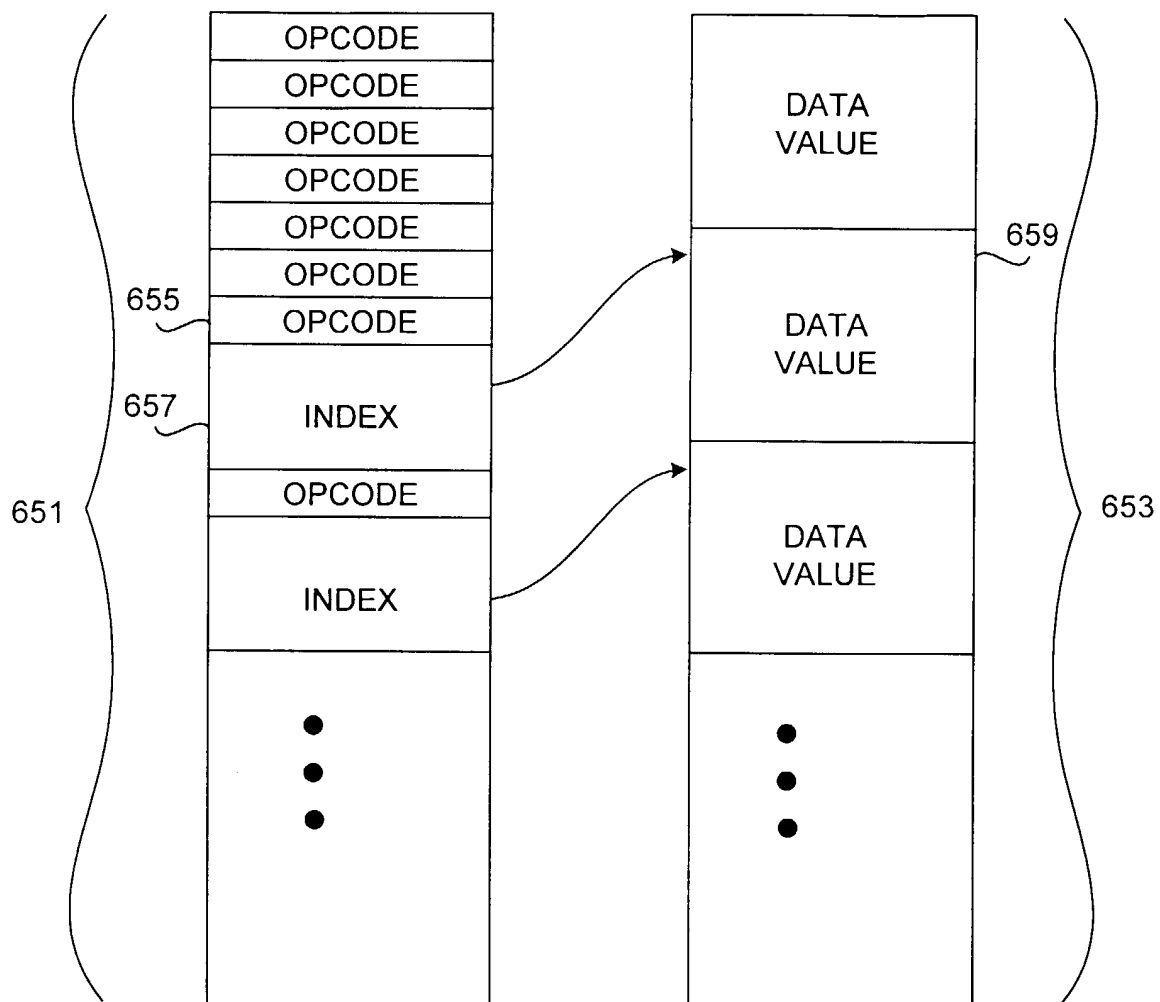 OPCODE
OPCODE
OPCODE
OPCODE
OPCODE
OPCODE
655
OPCODE
657
INDEX
651
OPCODE
INDEX
DATA
VALUE
659
DATA
VALUE
653
DATA
VALUE